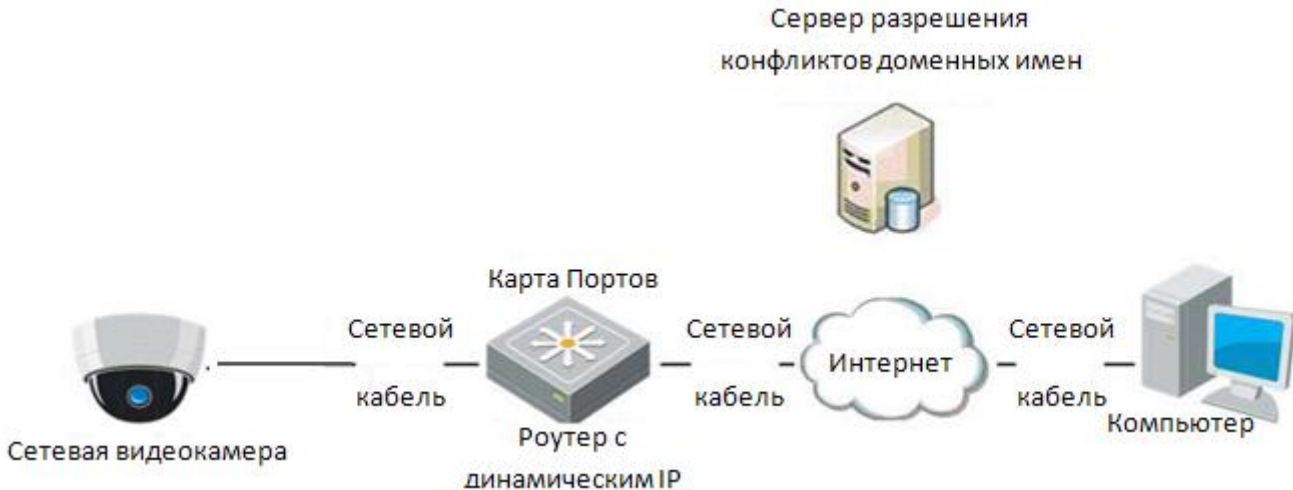 Сервер разрешения
конфликтов доменных имен
Карта Портов
Сетевой
кабель
Сетевой
кабель
Интернет
Сетевой
кабель
Сетевая видеокамера
Роутер с
динамическим IP
Компьютер